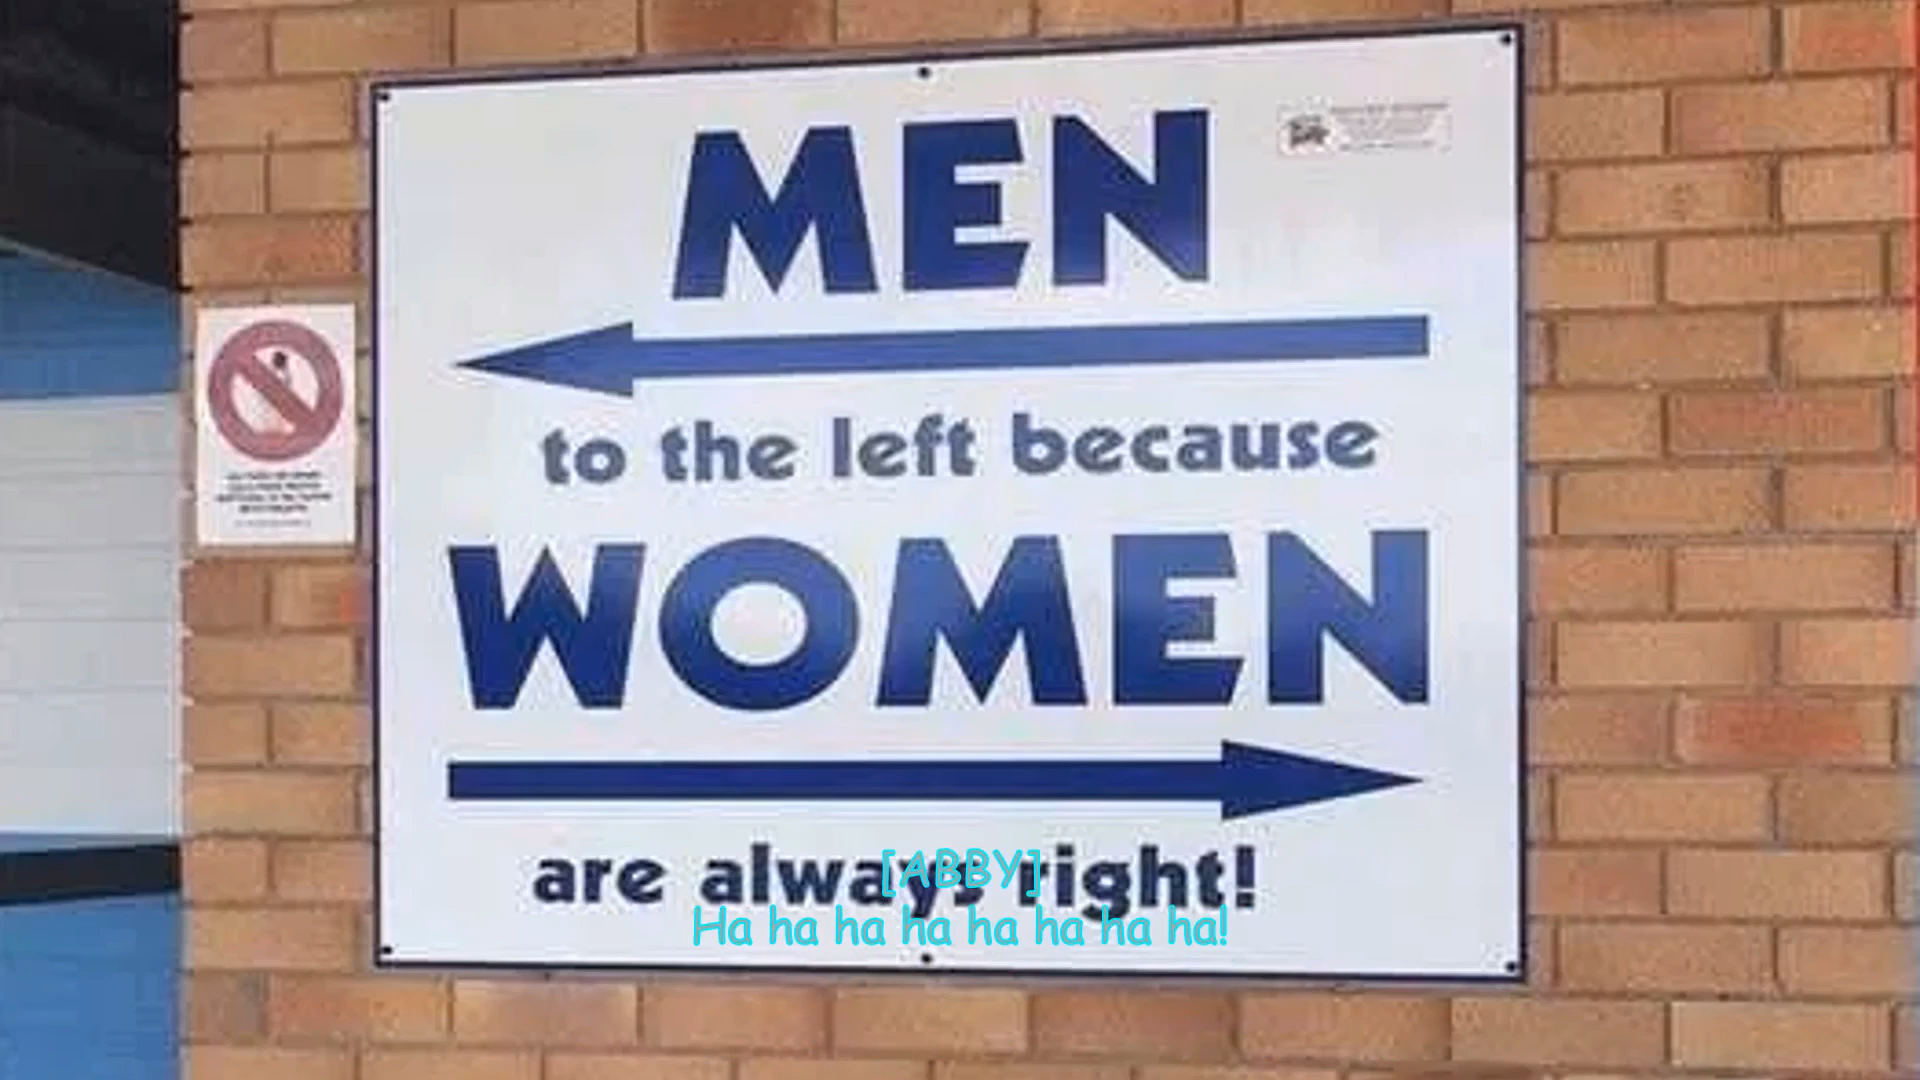 MEN
to the left because
WOMEN
are always right!
[ABBY]
Ha ha ha ha ha ha ha ha!